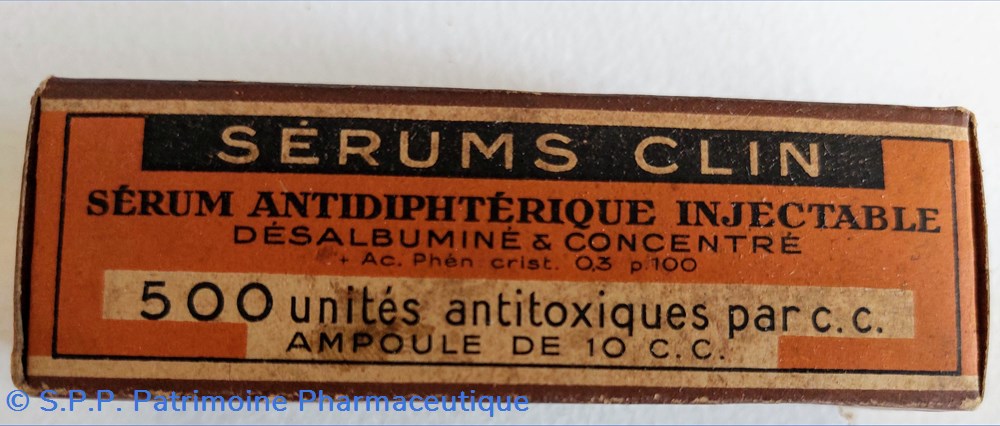 SÉRUMS CLIN
SÉRUM ANTIDIPHTÉRIQUE INJECTABLE
DÉSALBUMINÉ & CONCENTRÉ
+ Ac. Phén. crist. 0,3 p.100
500 unités antitoxiques par c.c.
AMPOULE DE 10 C.C.
© S.P.P. Patrimoine Pharmaceutique